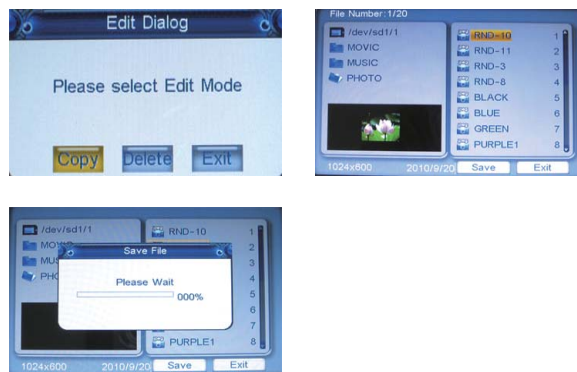 Edit Dialog
Please select Edit Mode
Copy Delete Exit
File Number:1/20
/dev/sd1/1
MOVIC
MUSIC
PHOTO
RND-10 1
RND-11 2
RND-3 3
RND-8 4
BLACK 5
BLUE 6
GREEN 7
PURPLE1 8
1024x600 2010/9/20 Save Exit
/dev/sd1/1
MOVIC
MUS
PHO
RND-10 1
2
3
4
5
6
7
PURPLE1 8
Save File
Please Wait
000%
1024x600 2010/9/20 Save Exit